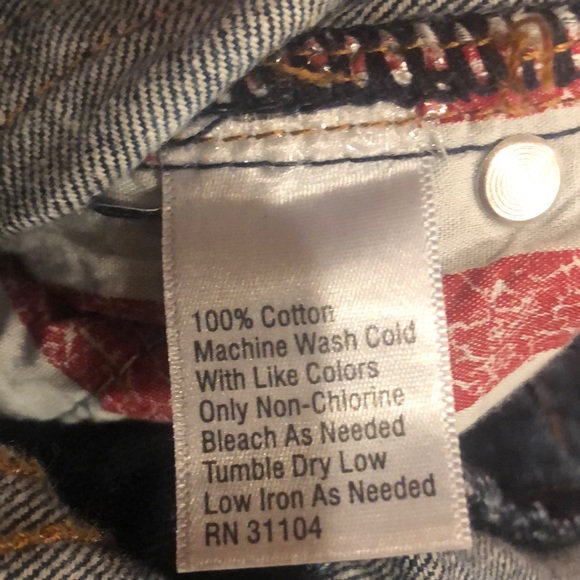 100% Cotton
Machine Wash Cold
With Like Colors
Only Non-Chlorine
Bleach As Needed
Tumble Dry Low
Low Iron As Needed
RN 31104